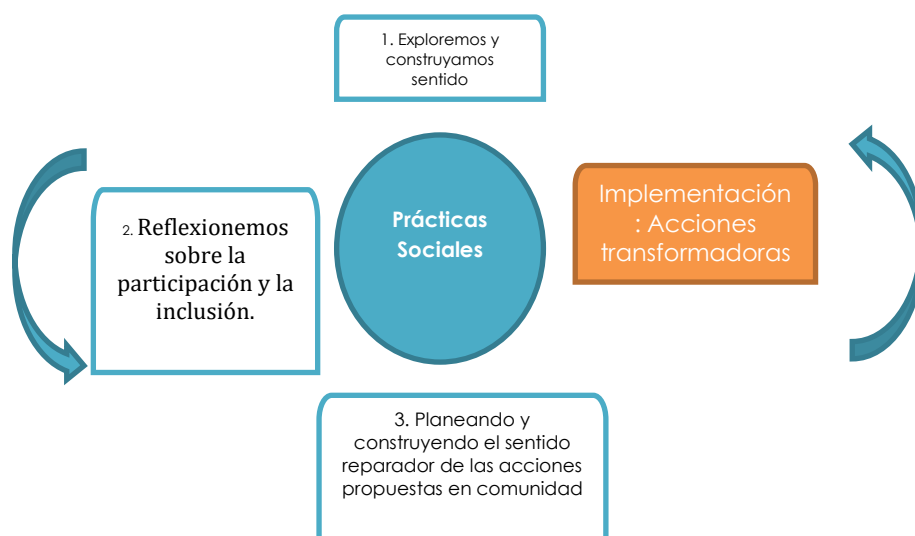 1. Exploremos y
construyamos
sentido
2. Reflexionemos
sobre la
participación y la
inclusión.
Prácticas
Sociales
Implementación
: Acciones
transformadoras
3. Planeando y
construyendo el sentido
reparador de las acciones
propuestas en comunidad